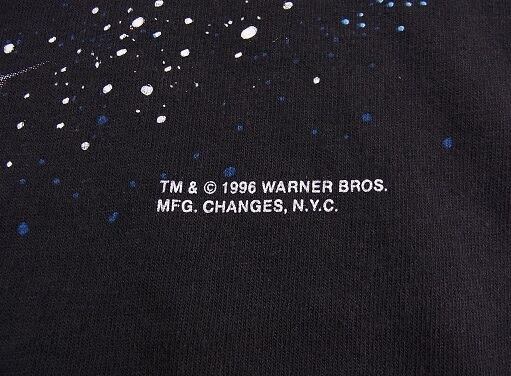 TM & © 1996 WARNER BROS.
MFG. CHANGES, N.Y.C.